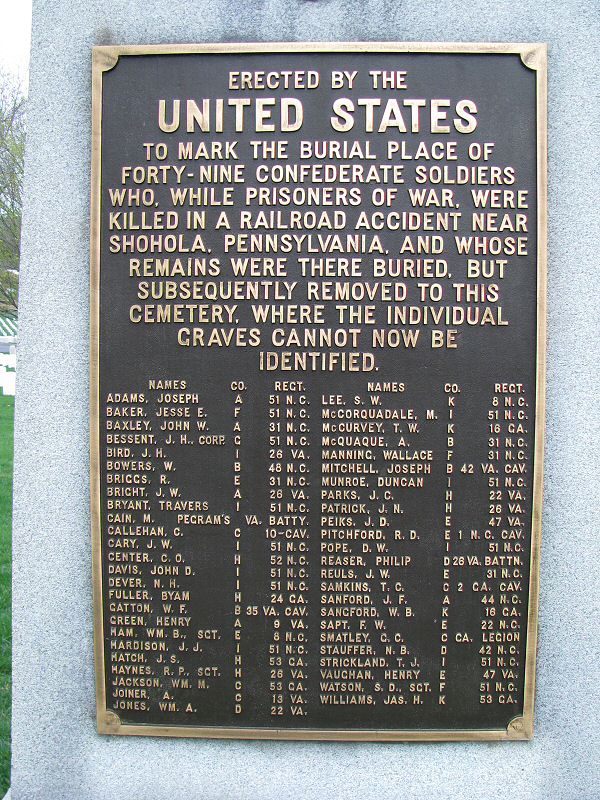 ERECTED BY THE
UNITED STATES
TO MARK THE BURIAL PLACE OF
FORTY-NINE CONFEDERATE SOLDIERS
WHO, WHILE PRISONERS OF WAR, WERE
KILLED IN A RAILROAD ACCIDENT NEAR
SHOHOLA, PENNSYLVANIA, AND WHOSE
REMAINS WERE THERE BURIED, BUT
SUBSEQUENTLY REMOVED TO THIS
CEMETERY, WHERE THE INDIVIDUAL
GRAVES CANNOT NOW BE
IDENTIFIED.
NAMES CO. REGT.
ADAMS, JOSEPH A 51 N.C.
BAKER, JESSE E. F 51 N.C.
BAXLEY, JOHN W. A 31 N.C.
BESSENT, J. H., CORP. G 51 N.C.
BIRD, J. H. I 26 VA.
BOWERS, W. B 48 N.C.
BRIGGS, R. E 31 N.C.
BRIGHT, J. W. A 26 VA.
BRYANT, TRAVERS I 51 N.C.
CAIN, M. PEGRAM'S VA. BATTY.
CALLEHAN, C. C 10-CAV.
CARY, J. W. I 51 N.C.
CENTER, C. O. H 52 N.C.
DAVIS, JOHN D. I 51 N.C.
DEVER, N. H. I 51 N.C.
FULLER, BYAM H 24 GA.
GATTON, W. F. B 35 VA. CAV.
GREEN, HENRY A 9 VA.
HAM, WM. B., SGT. E 8 N.C.
HARDISON, J. J. I 51 N.C.
HATCH, J. S. H 53 GA.
HAYNES, R. P., SGT. H 26 VA.
JACKSON, WM. M. C 53 GA.
JOINER, A. C 13 VA.
JONES, WM. A. D 22 VA.
NAMES CO. REGT.
LEE, S. W. K 8 N.C.
McCORQUADALE, M. I 51 N.C.
McCURVEY, T. W. K 16 GA.
McQUAQUE, A. B 31 N.C.
MANNING, WALLACE F 31 N.C.
MITCHELL, JOSEPH B 42 VA. CAV.
MUNROE, DUNCAN I 51 N.C.
PARKS, J. C. H 22 VA.
PATRICK, J. N. H 26 VA.
PEIKS, J. D. E 47 VA.
PITCHFORD, R. D. E 1 N.C. CAV.
POPE, D. W. I 51 N.C.
REASER, PHILIP D 26 VA. BATTN.
REULS, J. W. E 31 N.C.
SAMKINS, T. C. C 2 GA. CAV.
SANFORD, J. F. A 44 N.C.
SANGFORD, W. B. K 16 GA.
SAPT. F. W. E 22 N.C.
SMATLEY, G. C. C GA. LEGION
STAUFFER, N. B. D 42 N.C.
STRICKLAND, T. J. I 51 N.C.
VAUGHAN, HENRY E 47 VA.
WATSON, S. D., SGT. F 51 N.C.
WILLIAMS, JAS. H. K 53 GA.